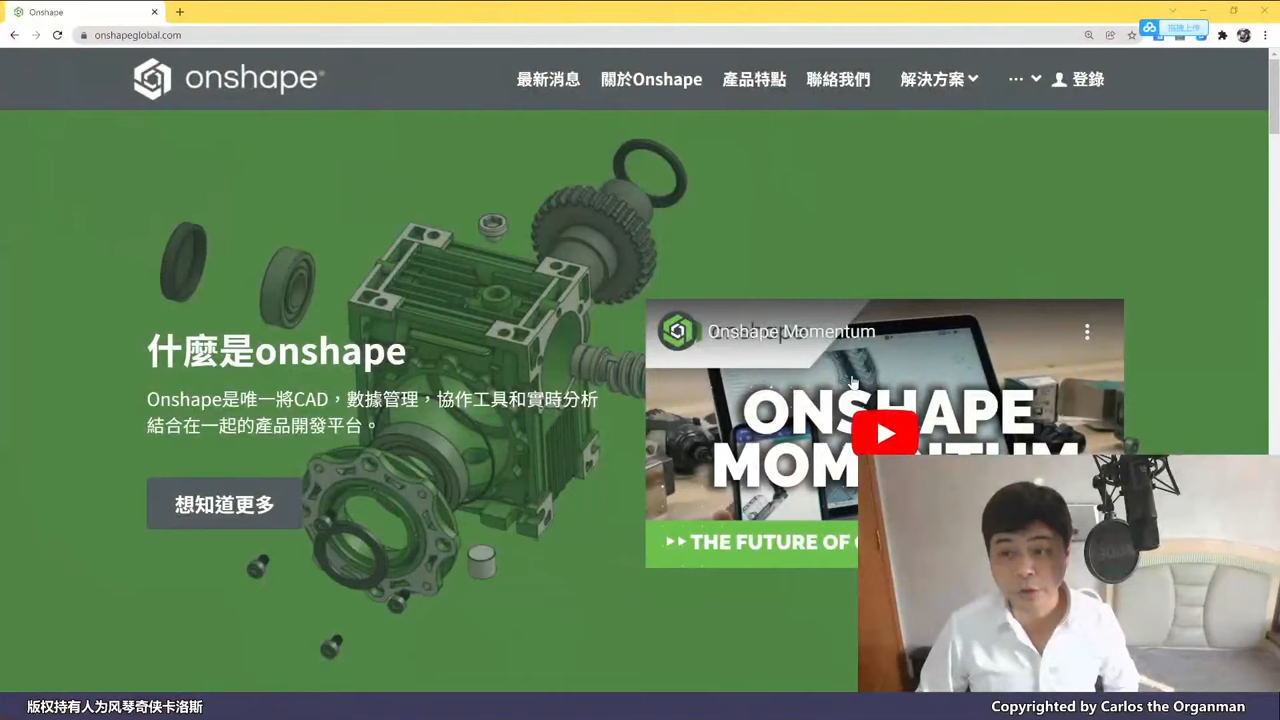 Onshape
onshapeglobal.com
拖拽上传
onshape
最新消息
關於Onshape
產品特點
聯絡我們
解決方案
登錄
Onshape Momentum
什麼是onshape
Onshape是唯一將CAD，數據管理，協作工具和實時分析
結合在一起的產品開發平台。
想知道更多
ONSHAPE
MOMENTUM
THE FUTURE OF
版权持有人为风琴奇侠卡洛斯
Copyrighted by Carlos the Organman